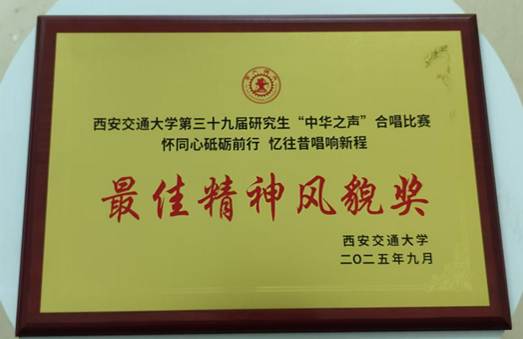 西安交通大学第三十九届研究生“中华之声”合唱比赛
怀同心砥砺前行 忆往昔唱响新程
最佳精神风貌奖
西安交通大学
二〇二五年九月